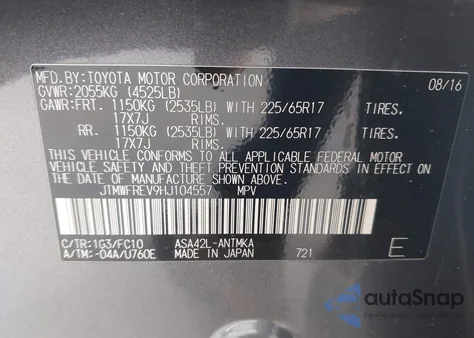 MFD.BY:TOYOTA MOTOR CORPORATION 08/16
GVWR:2055KG (4525LB)
GAWR:FRT. 1150KG (2535LB) WITH 225/65R17 TIRES.
17X7J RIMS.
RR. 1150KG (2535LB) WITH 225/65R17 TIRES.
17X7J RIMS.
THIS VEHICLE CONFORMS TO ALL APPLICABLE FEDERAL MOTOR
VEHICLE SAFETY AND THEFT PREVENTION STANDARDS IN EFFECT
ON THE DATE OF MANUFACTURE SHOWN ABOVE.
JTMWFREV9HJ104557 MPV
C/TR:1G3/FC10 ASA42L-ANTMKA
A/TM:-04A/U760E MADE IN JAPAN 721 E
autoSnap
by autoauctions.io